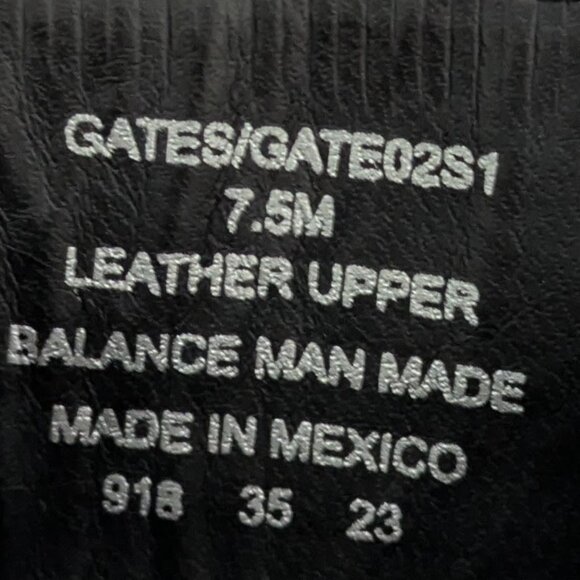 GATES/GATE02S1
7.5M
LEATHER UPPER
BALANCE MAN MADE
MADE IN MEXICO
918 35 23